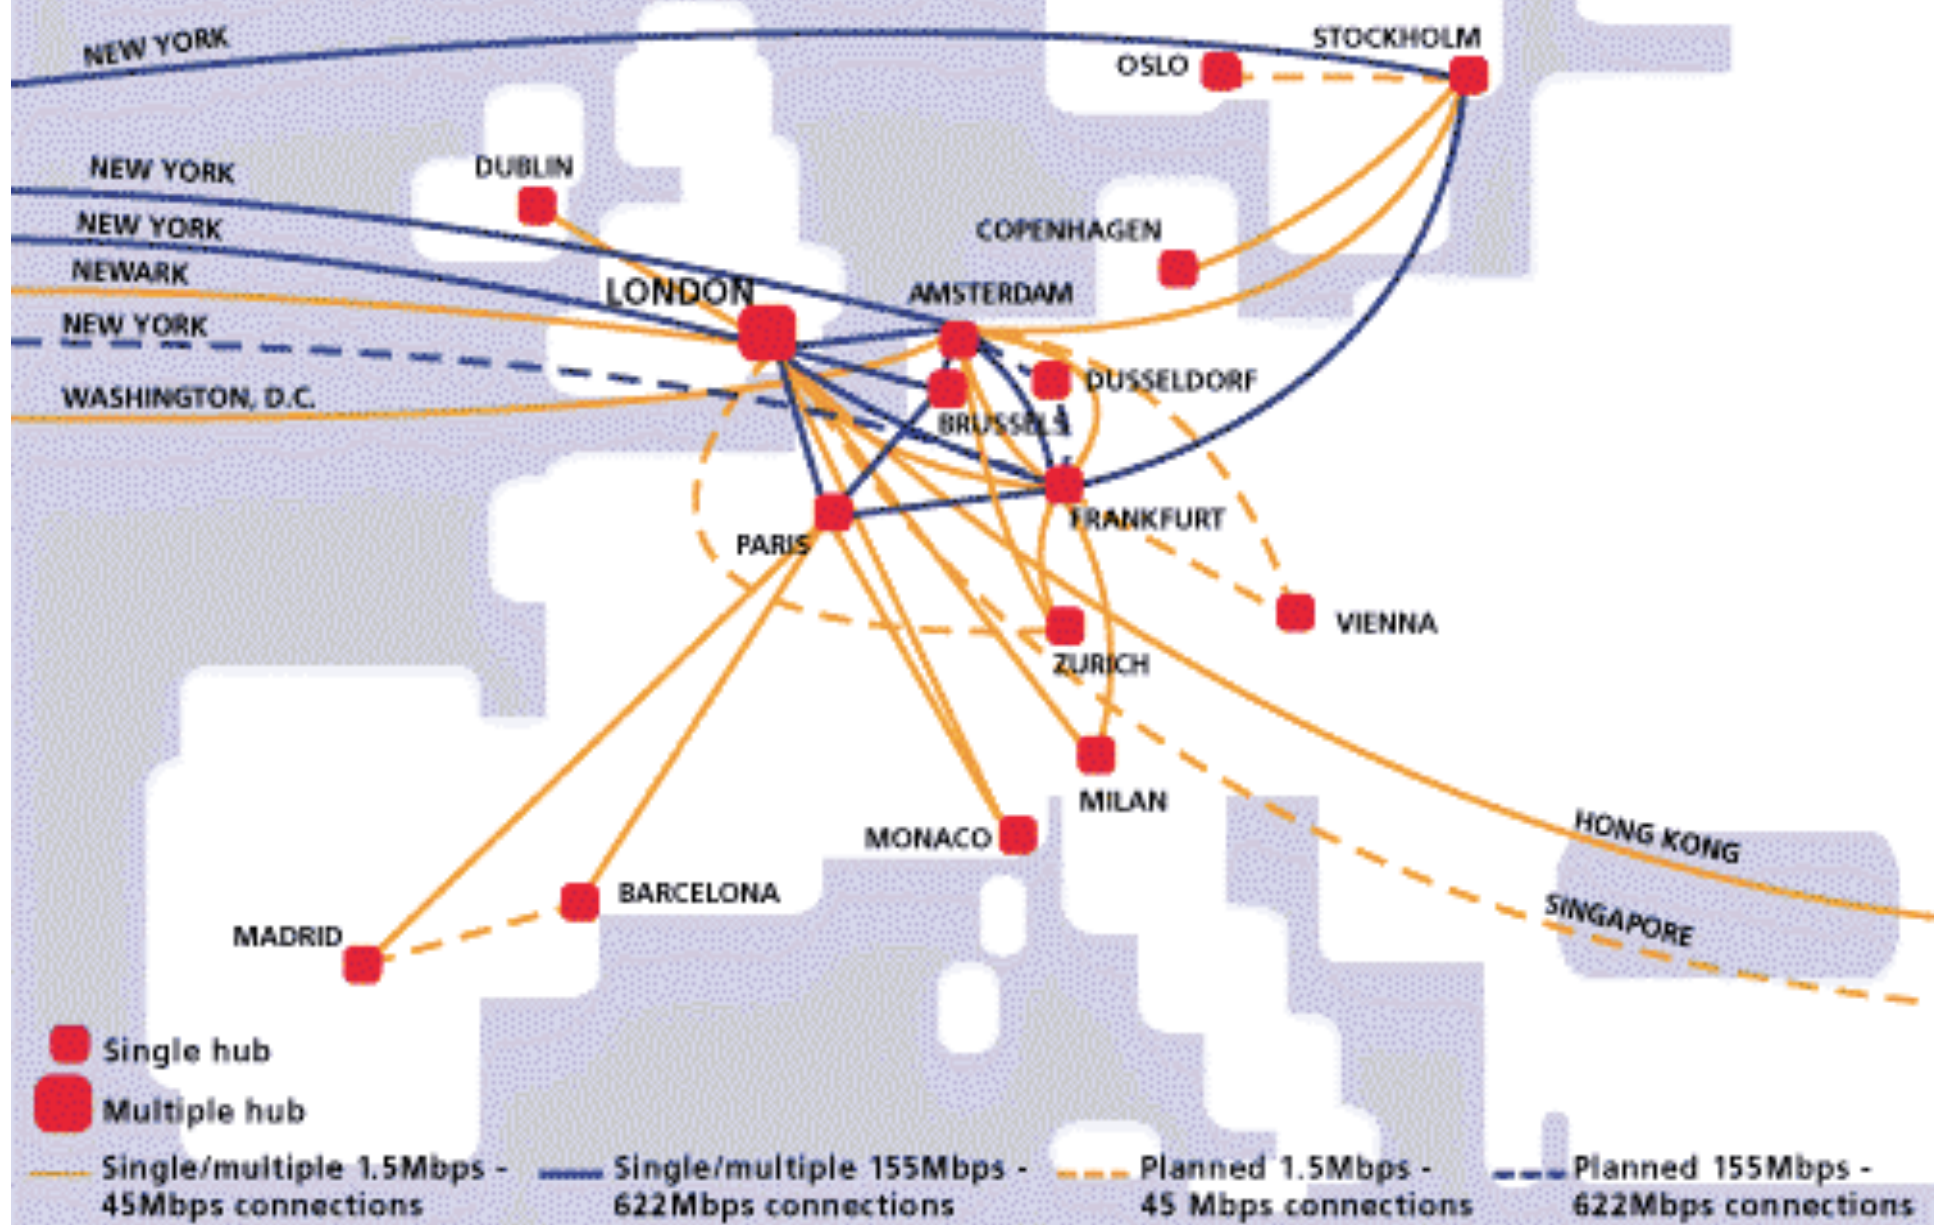 NEW YORK
STOCKHOLM
OSLO
DUBLIN
NEW YORK
NEW YORK
COPENHAGEN
NEWARK
LONDON
AMSTERDAM
NEW YORK
DUSSELDORF
WASHINGTON, D.C.
BRUSSELS
FRANKFURT
PARIS
VIENNA
ZURICH
MILAN
HONG KONG
MONACO
BARCELONA
SINGAPORE
MADRID
Single hub
Multiple hub
Single/multiple 1.5Mbps -
45Mbps connections
Single/multiple 155Mbps -
622Mbps connections
Planned 1.5Mbps -
45 Mbps connections
Planned 155Mbps -
622Mbps connections